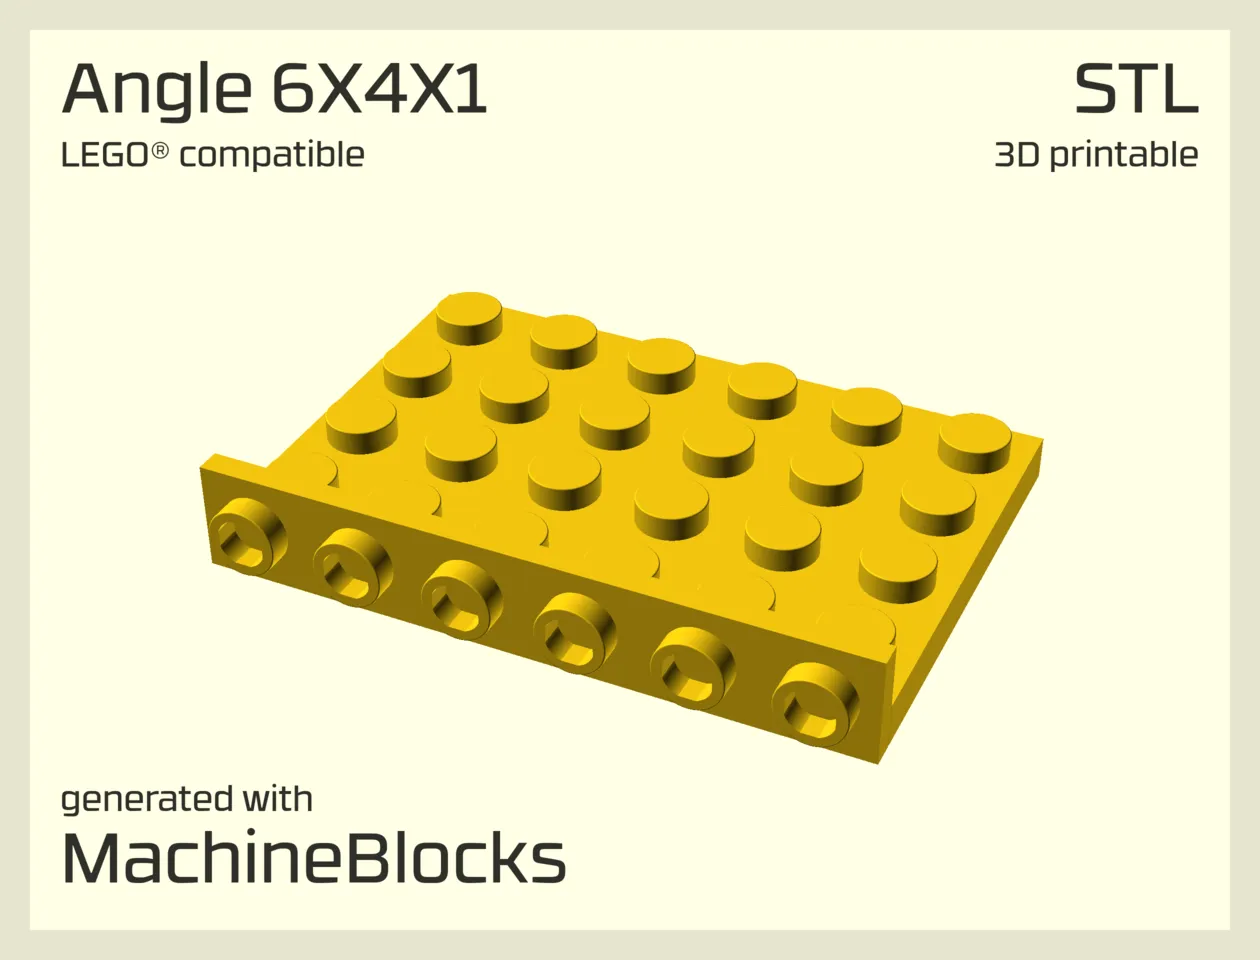 Angle 6X4X1
STL
LEGO® compatible
3D printable
generated with
MachineBlocks